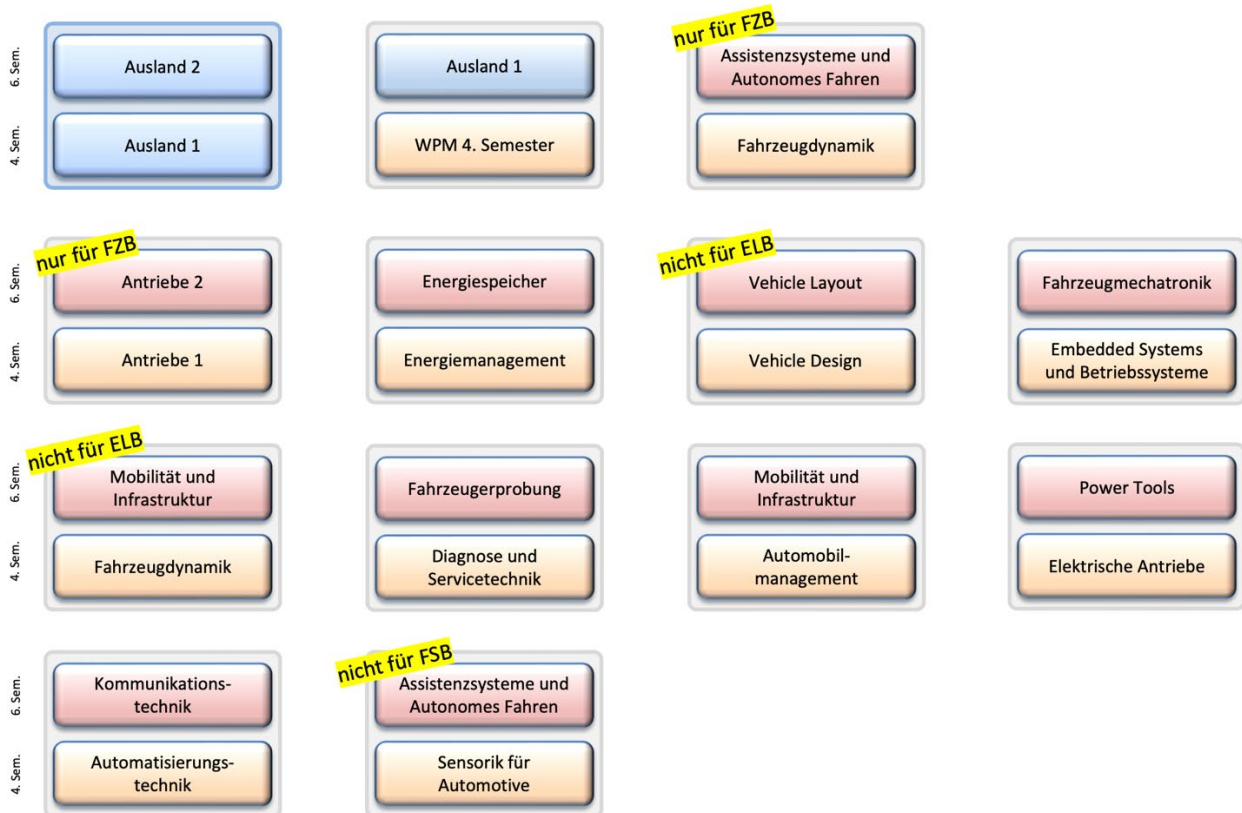 6. Sem.
Ausland 2
Ausland 1
nur für FZB
Assistenzsysteme und
Autonomes Fahren
4. Sem.
Ausland 1
WPM 4. Semester
Fahrzeugdynamik
6. Sem.
nur für FZB
Antriebe 2
Energiespeicher
nicht für ELB
Vehicle Layout
Fahrzeugmechatronik
4. Sem.
Antriebe 1
Energiemanagement
Vehicle Design
Embedded Systems
und Betriebssysteme
6. Sem.
nicht für ELB
Mobilität und
Infrastruktur
Fahrzeugerprobung
Mobilität und
Infrastruktur
Power Tools
4. Sem.
Fahrzeugdynamik
Diagnose und
Servicetechnik
Automobil-
management
Elektrische Antriebe
6. Sem.
Kommunikations-
technik
nicht für FSB
Assistenzsysteme und
Autonomes Fahren
4. Sem.
Automatisierungs-
technik
Sensorik für
Automotive